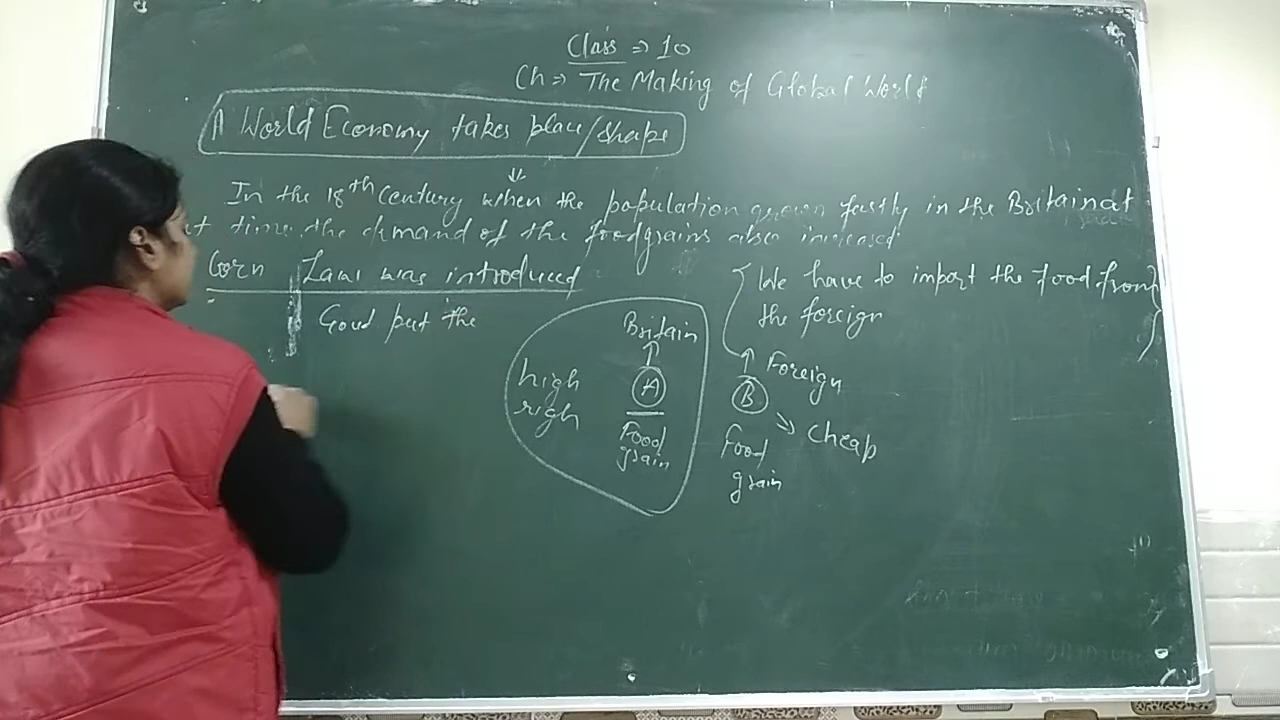 Class => 10
Ch => The Making of Global World
A World Economy takes place/shape
In the 18th Century when the population grown fastly in the Britain at
t time, the demand of the foodgrains also increased
Corn Law was introduced
Govt put the
We have to import the food from
the foreign
Britain
A
Food
grain
high
high
Foreign
B
Food
grain
Cheap